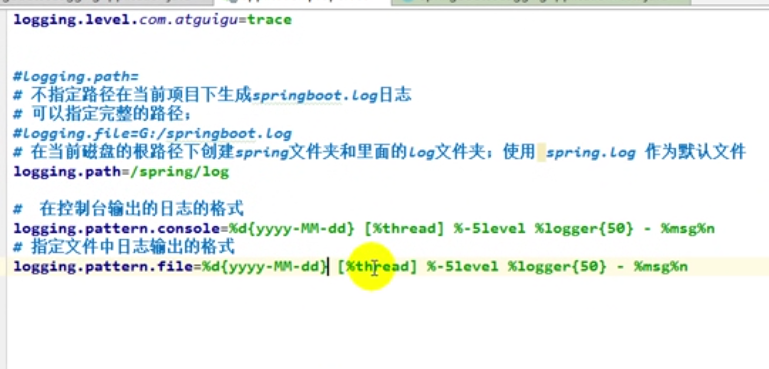 logging.level.com.atguigu=trace
#logging.path=
# 不指定路径在当前项目下生成springboot.log日志
# 可以指定完整的路径；
#logging.file=G:/springboot.log
# 在当前磁盘的根路径下创建spring文件夹和里面的log文件夹；使用 spring.log 作为默认文件
logging.path=/spring/log
# 在控制台输出的日志的格式
logging.pattern.console=%d{yyyy-MM-dd} [%thread] %-5level %logger{50} - %msg%n
# 指定文件中日志输出的格式
logging.pattern.file=%d{yyyy-MM-dd} [%thread] %-5level %logger{50} - %msg%n